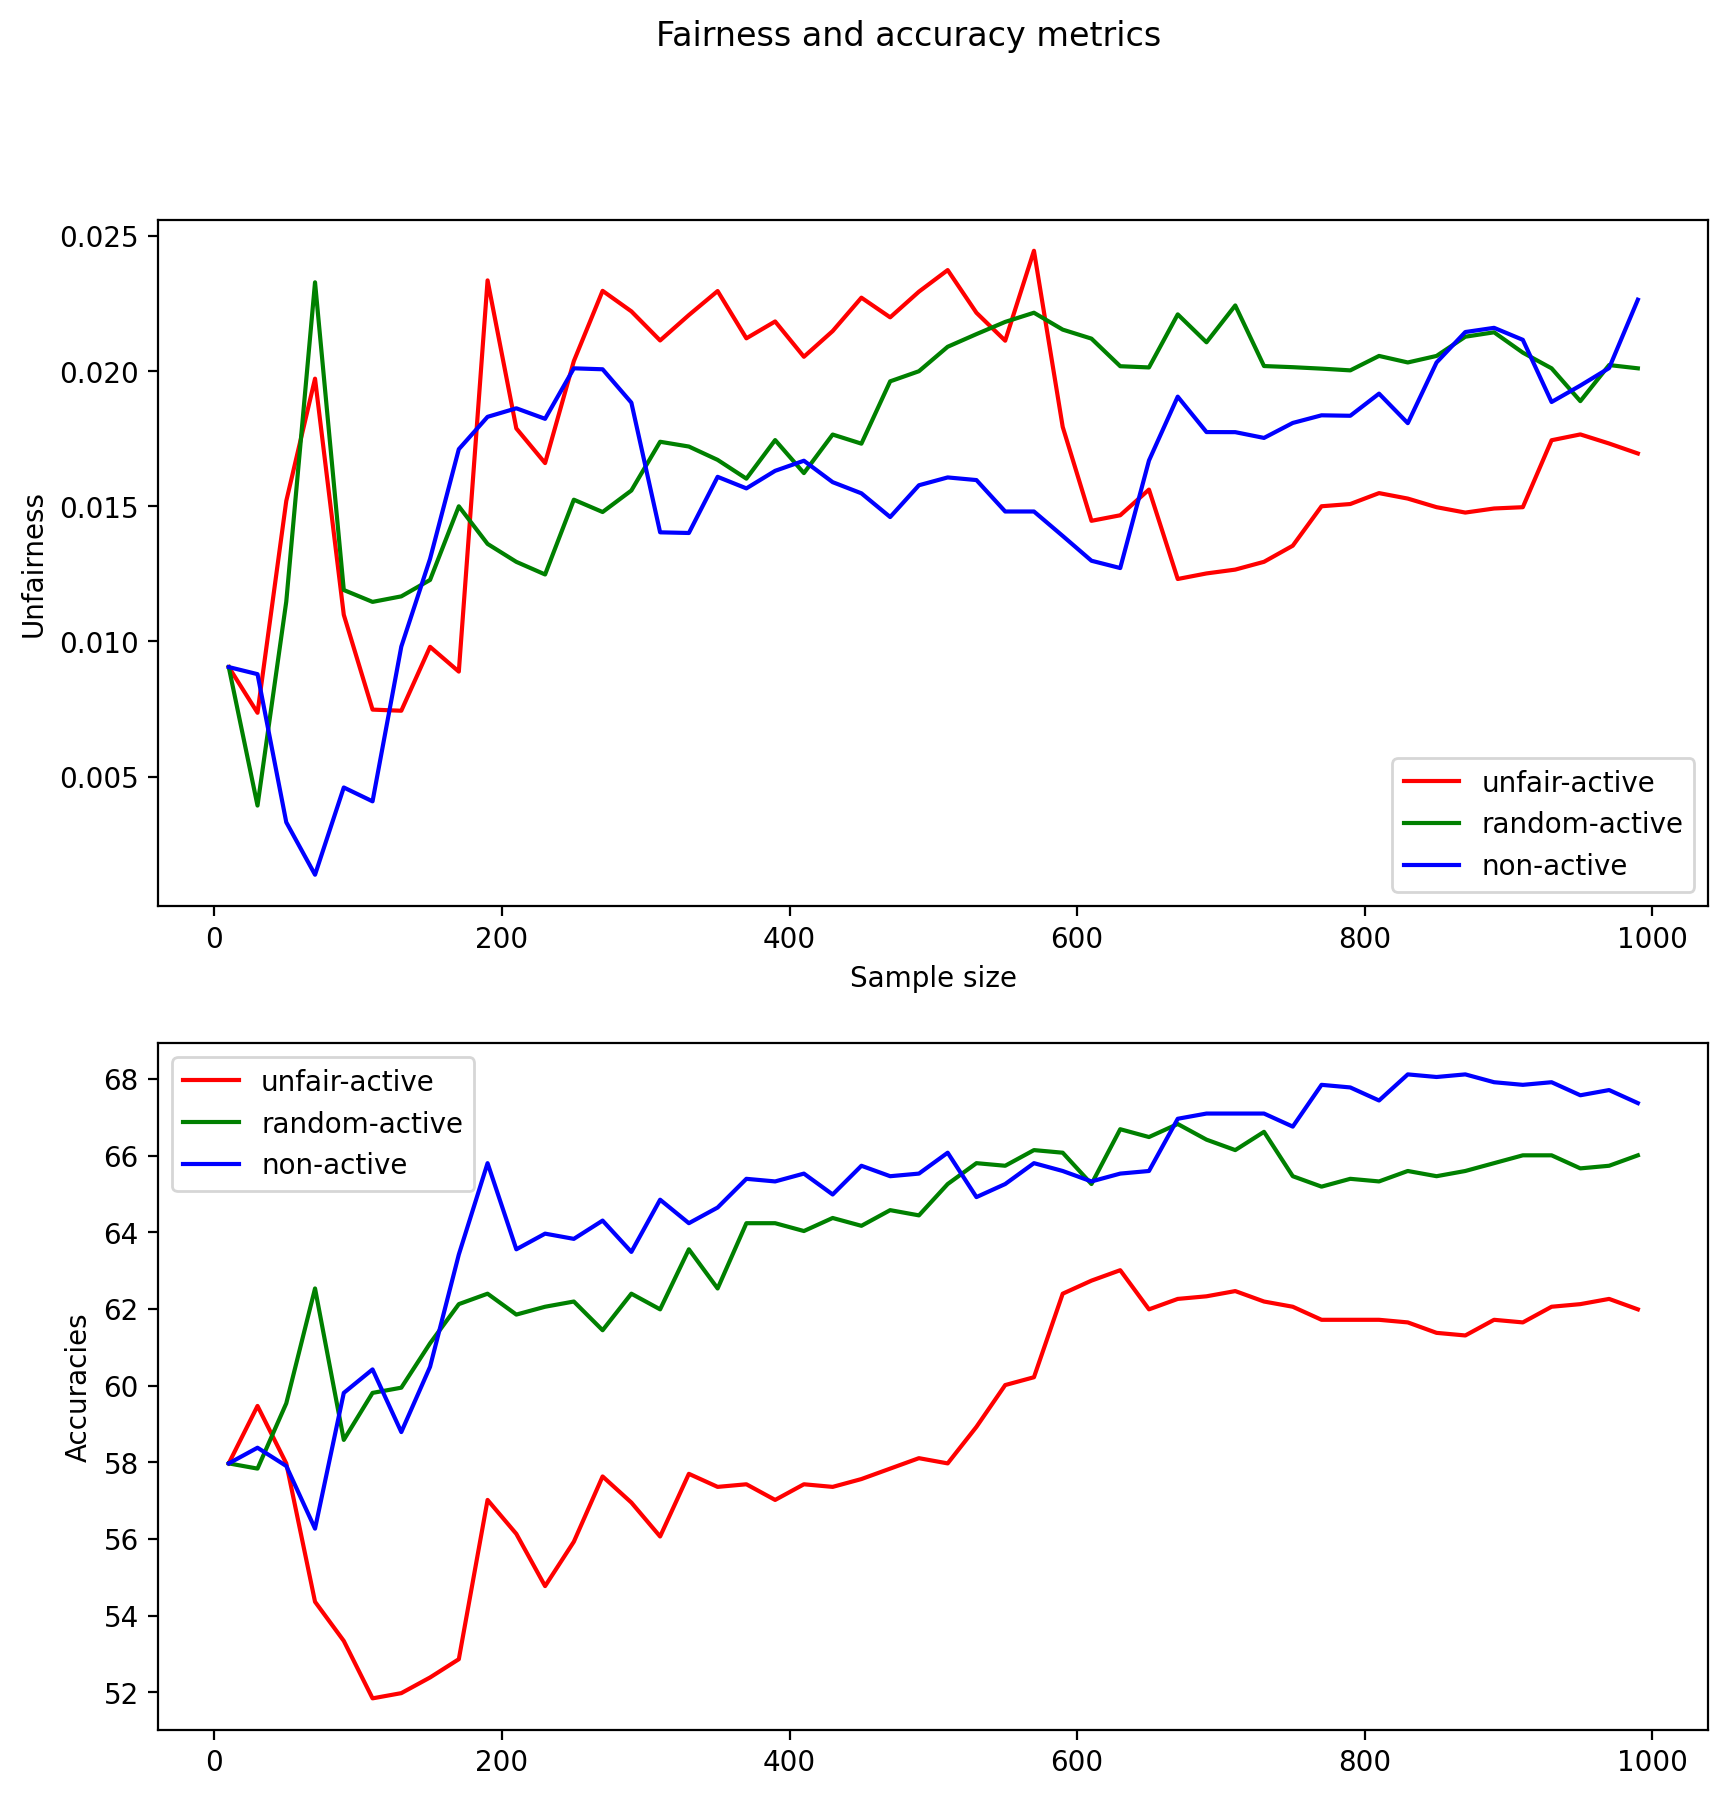 Fairness and accuracy metrics
0.025
0.020
0.015
0.010
0.005
Unfairness
unfair-active
random-active
non-active
0 200 400 600 800 1000
Sample size
68
66
64
62
60
58
56
54
52
Accuracies
unfair-active
random-active
non-active
0 200 400 600 800 1000